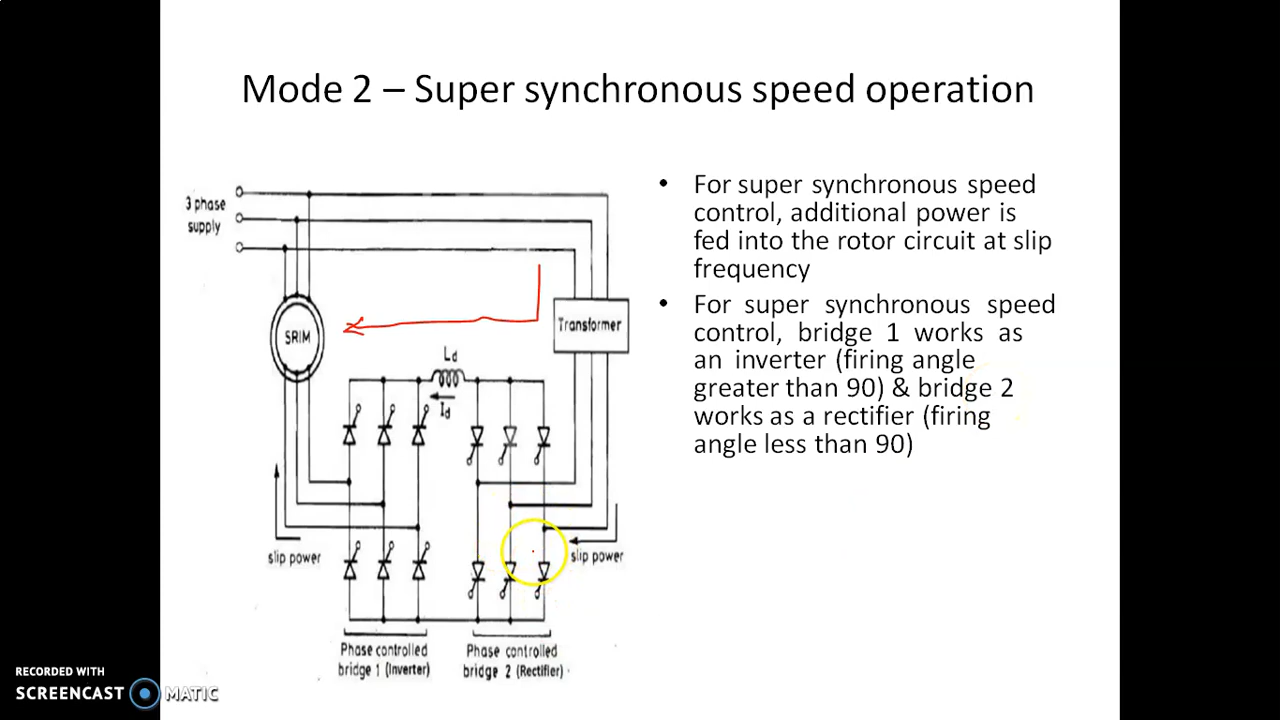 Mode 2 – Super synchronous speed operation
3 phase
supply
SRIM
Transformer
Ld
Id
slip power
slip power
Phase controlled
bridge 1 (Inverter)
Phase controlled
bridge 2 (Rectifier)
• For super synchronous speed
control, additional power is
fed into the rotor circuit at slip
frequency
• For super synchronous speed
control, bridge 1 works as
an inverter (firing angle
greater than 90) & bridge 2
works as a rectifier (firing
angle less than 90)
RECORDED WITH
SCREENCAST MATIC